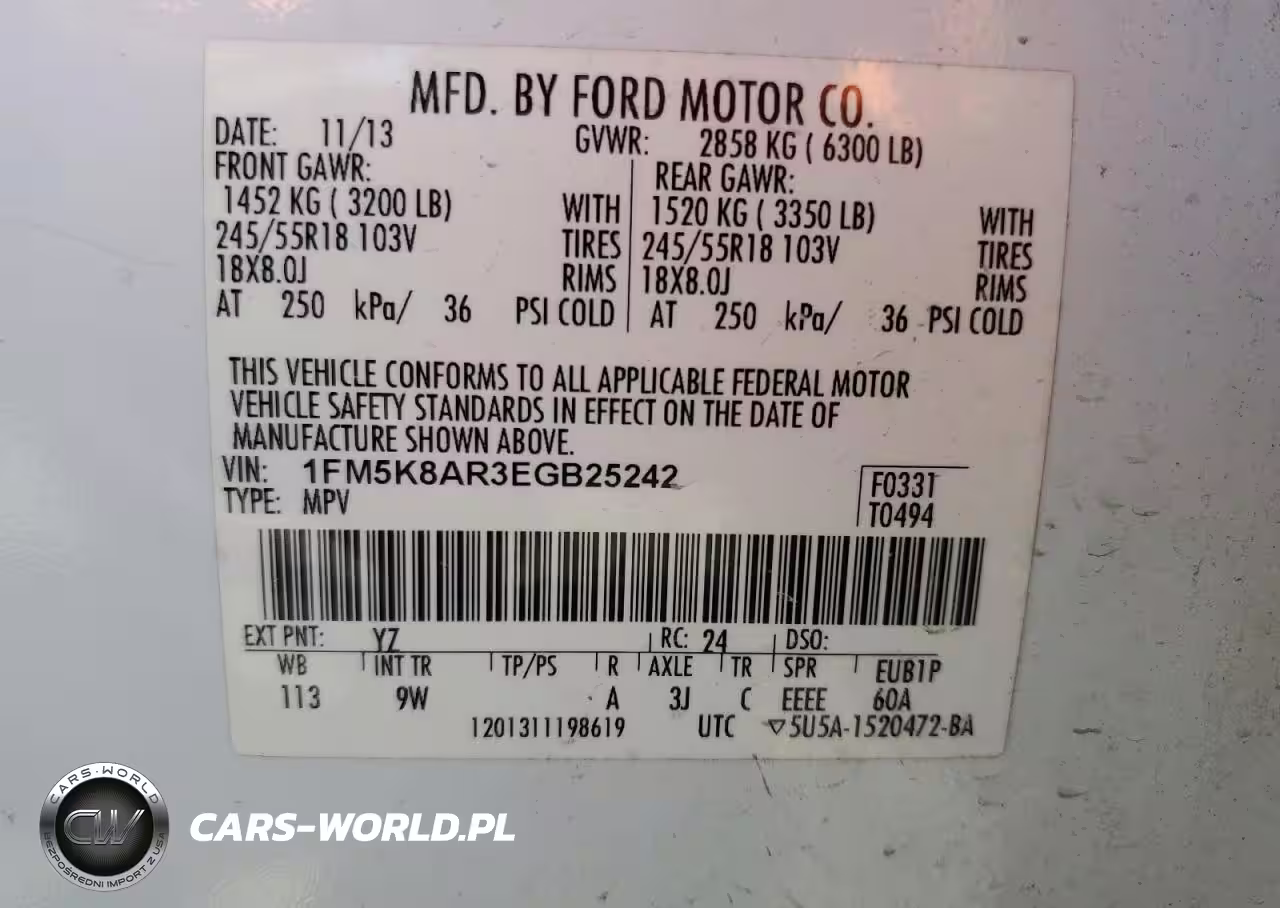 MFD. BY FORD MOTOR CO.
DATE: 11/13 GVWR: 2858 KG ( 6300 LB)
FRONT GAWR: REAR GAWR:
1452 KG ( 3200 LB) WITH 1520 KG ( 3350 LB) WITH
245/55R18 103V TIRES 245/55R18 103V TIRES
18X8.0J RIMS 18X8.0J RIMS
AT 250 kPa/ 36 PSI COLD AT 250 kPa/ 36 PSI COLD
THIS VEHICLE CONFORMS TO ALL APPLICABLE FEDERAL MOTOR
VEHICLE SAFETY STANDARDS IN EFFECT ON THE DATE OF
MANUFACTURE SHOWN ABOVE.
VIN: 1FM5K8AR3EGB25242 F0331
TYPE: MPV T0494
EXT PNT: YZ RC: 24 DSO:
WB INT TR TP/PS R AXLE TR SPR EUB1P
113 9W A 3J C EEEE 60A
1201311198619 UTC ▽5U5A-1520472-BA
CARS-WORLD
CW
BEZPOŚREDNI IMPORT Z USA
CARS-WORLD.PL